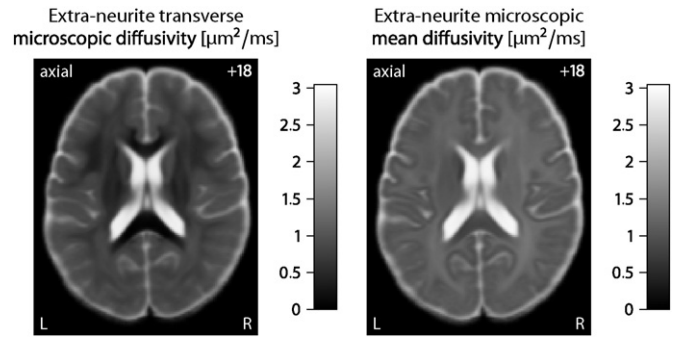 Extra-neurite transverse
microscopic diffusivity [µm²/ms]
axial
+18
L
R
3
2.5
2
1.5
1
0.5
0
Extra-neurite microscopic
mean diffusivity [µm²/ms]
axial
+18
L
R
3
2.5
2
1.5
1
0.5
0